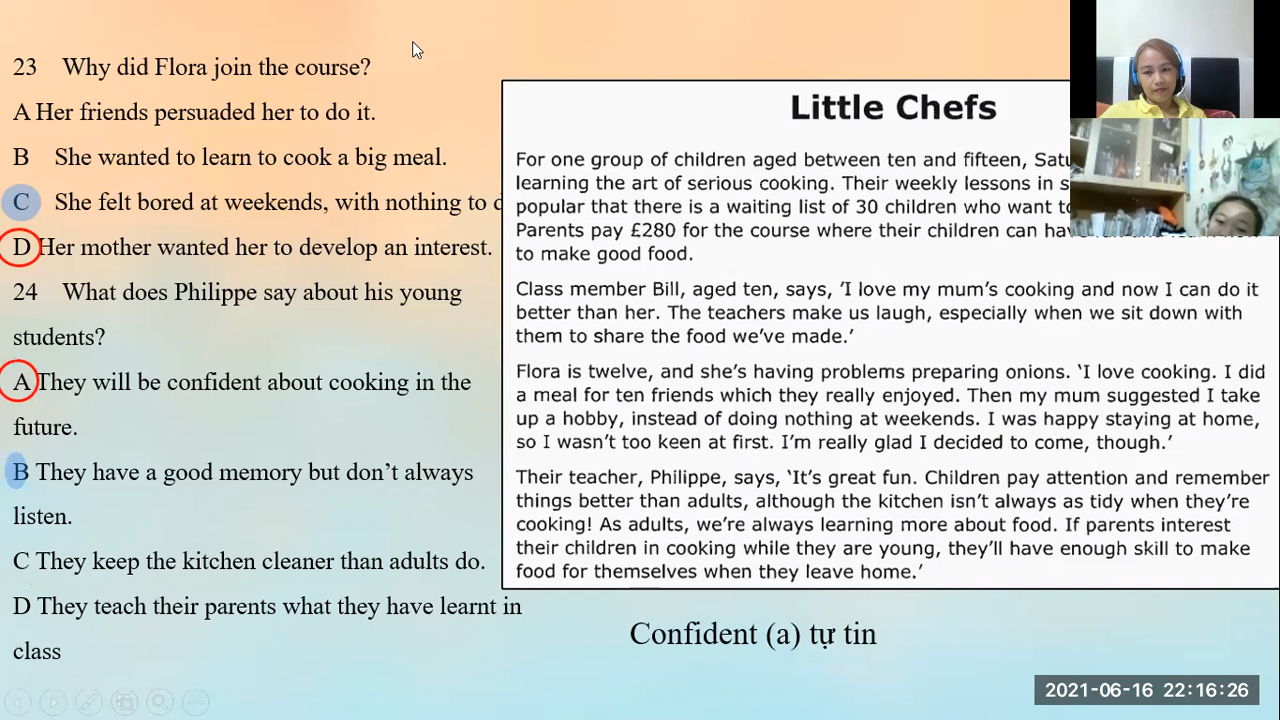 23 Why did Flora join the course?
A Her friends persuaded her to do it.
B She wanted to learn to cook a big meal.
C She felt bored at weekends, with nothing to
D Her mother wanted her to develop an interest.
24 What does Philippe say about his young
students?
A They will be confident about cooking in the
future.
B They have a good memory but don’t always
listen.
C They keep the kitchen cleaner than adults do.
D They teach their parents what they have learnt in
class
Little Chefs
For one group of children aged between ten and fifteen,
learning the art of serious cooking. Their weekly lessons in
popular that there is a waiting list of 30 children who want
Parents pay £280 for the course where their children can
to make good food.
Class member Bill, aged ten, says, ‘I love my mum’s cooking and now I can do it
better than her. The teachers make us laugh, especially when we sit down with
them to share the food we’ve made.’
Flora is twelve, and she’s having problems preparing onions. ‘I love cooking. I did
a meal for ten friends which they really enjoyed. Then my mum suggested I take
up a hobby, instead of doing nothing at weekends. I was happy staying at home,
so I wasn’t too keen at first. I’m really glad I decided to come, though.’
Their teacher, Philippe, says, ‘It’s great fun. Children pay attention and remember
things better than adults, although the kitchen isn’t always as tidy when they’re
cooking! As adults, we’re always learning more about food. If parents interest
their children in cooking while they are young, they’ll have enough skill to make
food for themselves when they leave home.’
Confident (a) tự tin
2021-06-16 22:16:26